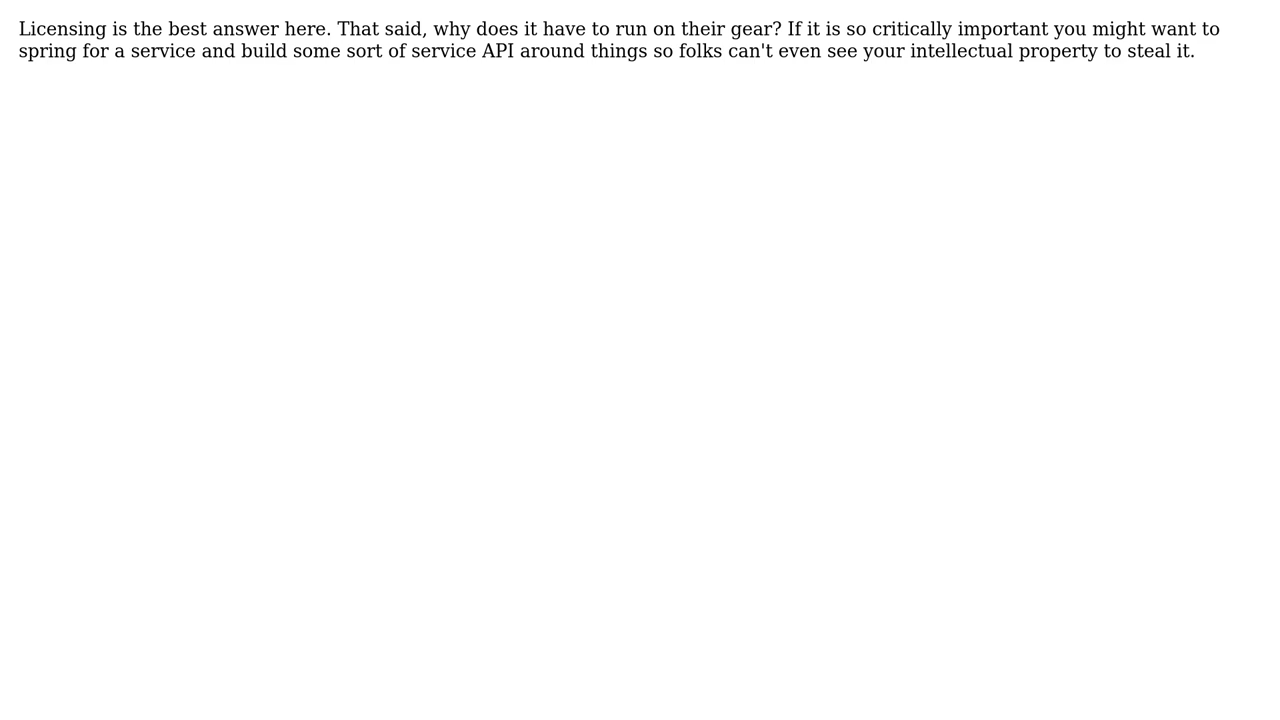 Licensing is the best answer here. That said, why does it have to run on their gear? If it is so critically important you might want to
spring for a service and build some sort of service API around things so folks can't even see your intellectual property to steal it.